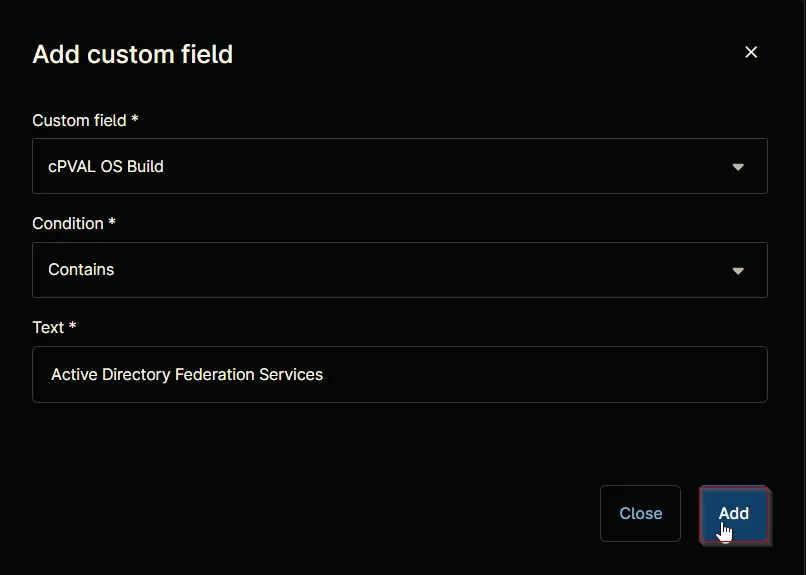 Add custom field
Custom field *
cPVAL OS Build
Condition *
Contains
Text *
Active Directory Federation Services
Close
Add